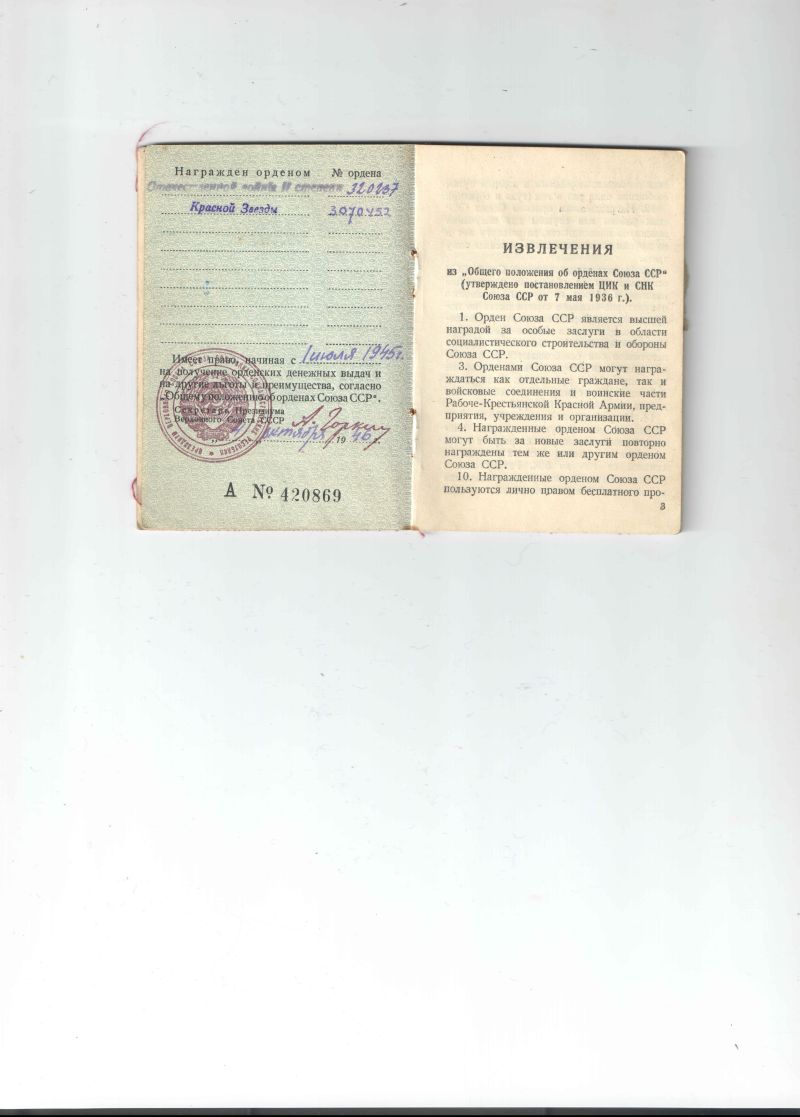 Награжден орденом № ордена
Отечественной войны II степени 320237
Красной Звезды 3070452
Имеет право, начиная с 1 июля 1945 г.
на получение орденских денежных выдач и
на другие льготы и преимущества, согласно
„Общему положению об орденах Союза ССР“.
Секретарь Президиума
Верховного Совета СССР А. Горкин
октября 1946 г.
А № 420869
ИЗВЛЕЧЕНИЯ
из „Общего положения об орденах Союза ССР“
(утверждено постановлением ЦИК и СНК
Союза ССР от 7 мая 1936 г.).
1. Орден Союза ССР является высшей
наградой за особые заслуги в области
социалистического строительства и обороны
Союза ССР.
3. Орденами Союза ССР могут награ-
ждаться как отдельные граждане, так и
войсковые соединения и воинские части
Рабоче-Крестьянской Красной Армии, пред-
приятия, учреждения и организации.
4. Награжденные орденом Союза ССР
могут быть за новые заслуги повторно
награждены тем же или другим орденом
Союза ССР.
10. Награжденные орденом Союза ССР
пользуются лично правом бесплатного про-
3